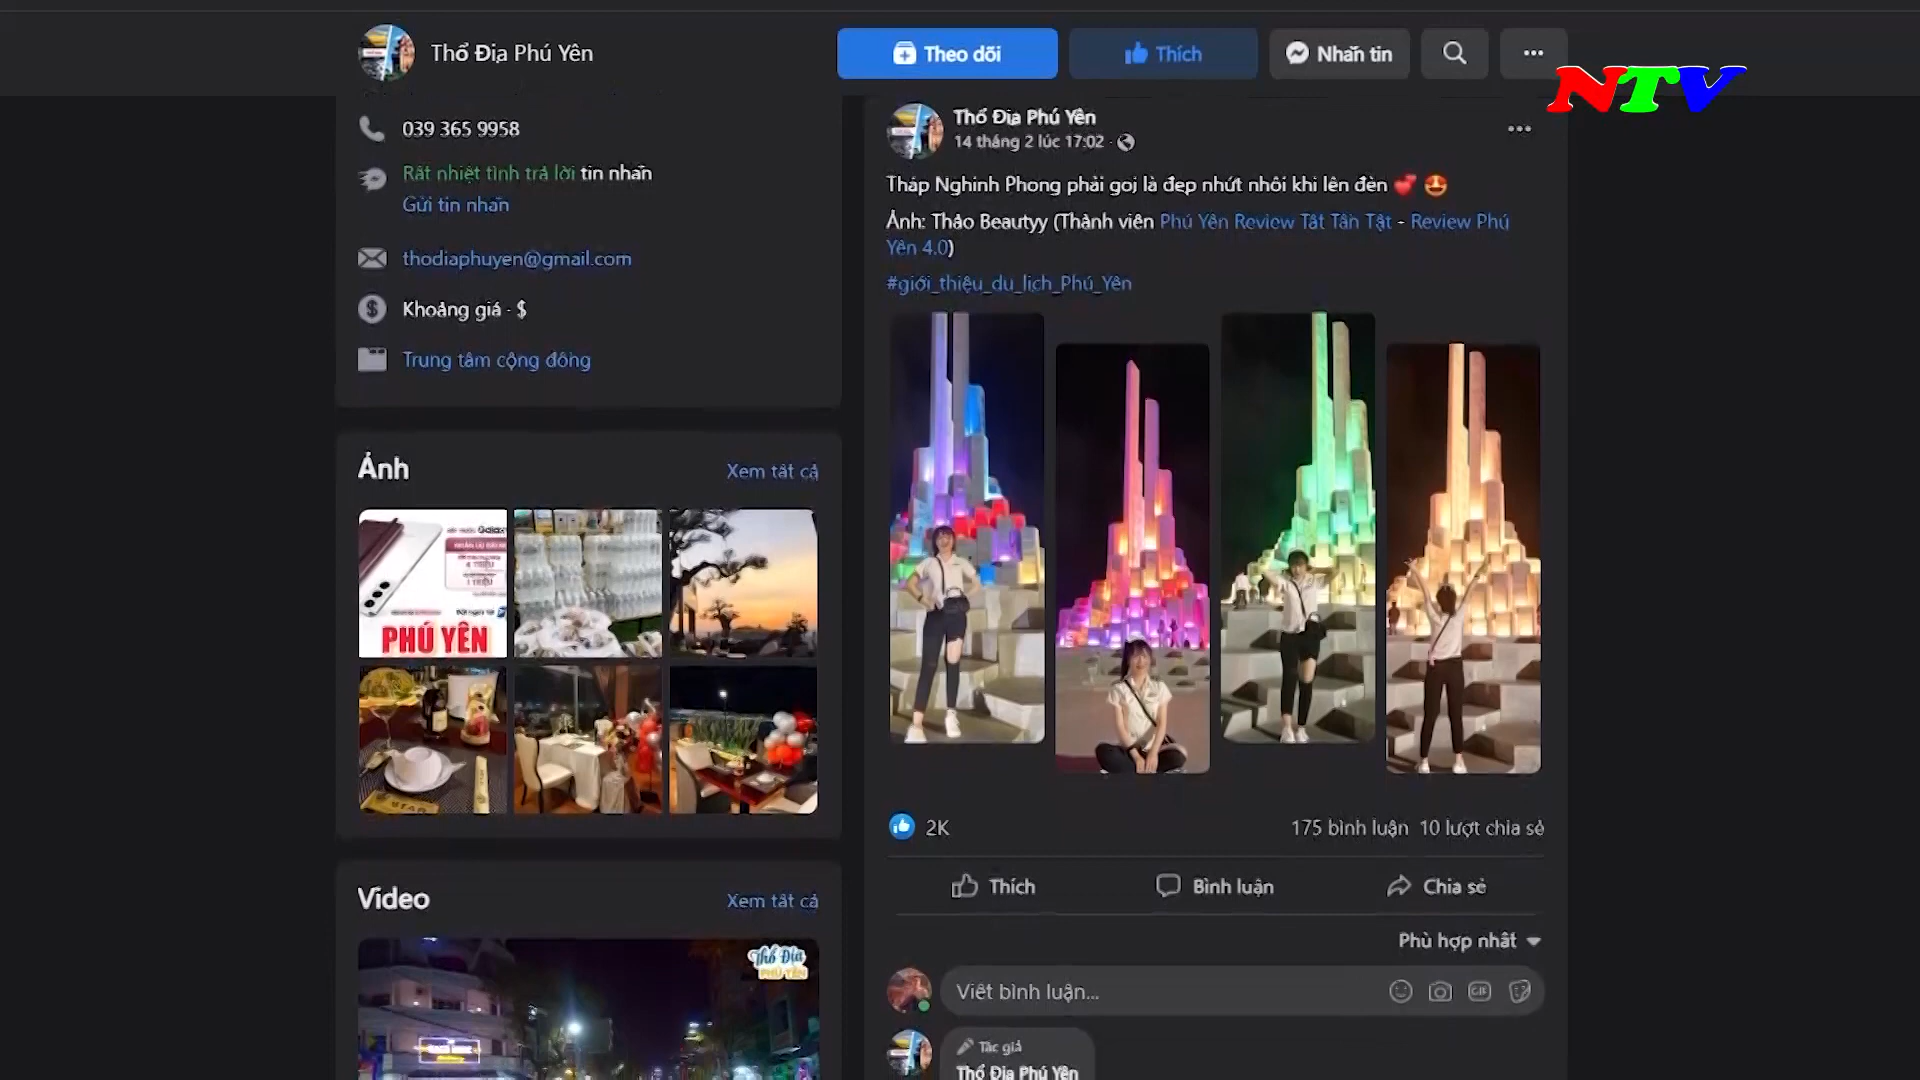 Thổ Địa Phú Yên
Theo dõi
Thích
Nhắn tin
NTV
039 365 9958
Rất nhiệt tình trả lời tin nhắn
Gửi tin nhắn
thodiaphuyen@gmail.com
Khoảng giá · $
Trung tâm cộng đồng
Ảnh
Xem tất cả
PHÚ YÊN
Video
Xem tất cả
Thổ Địa
PHÚ YÊN
Thổ Địa Phú Yên
14 tháng 2 lúc 17:02 ·
Tháp Nghinh Phong phải gọi là đẹp nhứt nhôi khi lên đèn 💞 🤩
Ảnh: Thảo Beautyy (Thành viên Phú Yên Review Tất Tần Tật - Review Phú
Yên 4.0)
#giới_thiệu_du_lịch_Phú_Yên
2K
175 bình luận 10 lượt chia sẻ
Thích
Bình luận
Chia sẻ
Phù hợp nhất
Viết bình luận...
GIF
Tác giả
Thổ Địa Phú Yên